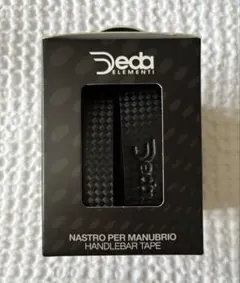 Deda
ELEMENTI
Deda
NASTRO PER MANUBRIO
HANDLEBAR TAPE